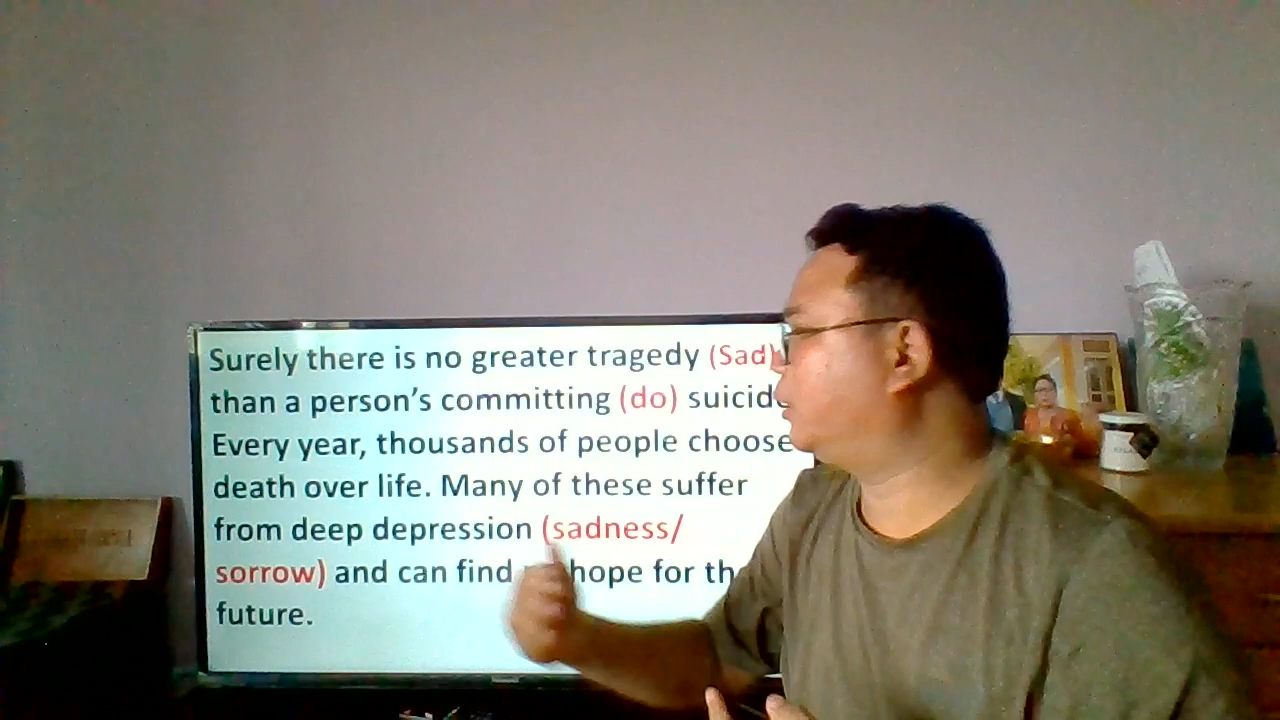 Surely there is no greater tragedy (Sad)
than a person's committing (do)
Every year, thousands of people choose
death over life. Many of these suffer
from deep depression (sadness/
sorrow) and can find hope for
future.